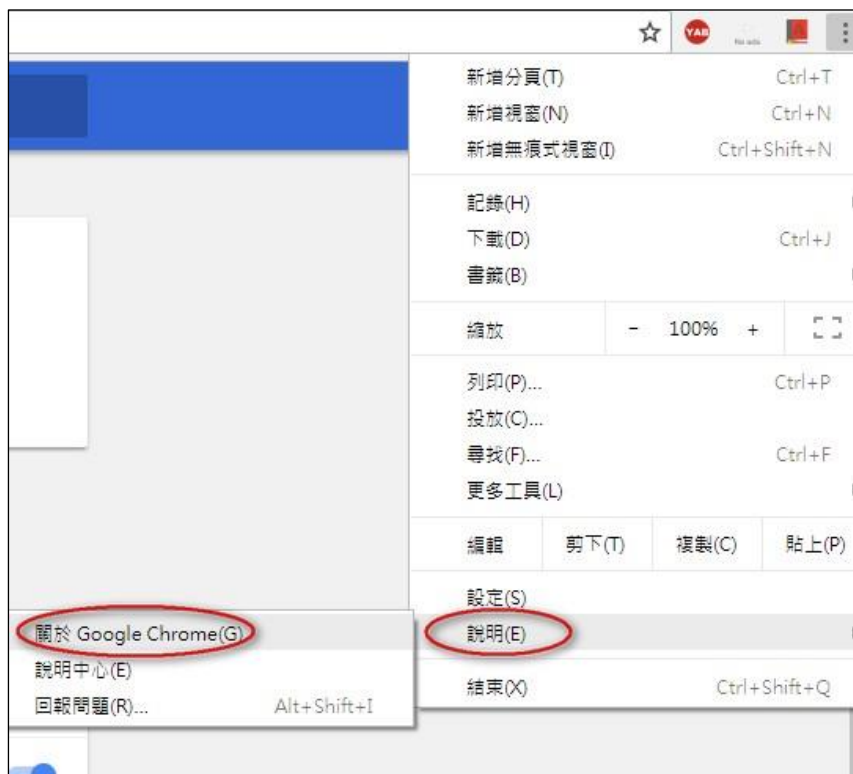 YAB
No ads
新增分頁(T) Ctrl+T
新增視窗(N) Ctrl+N
新增無痕式視窗(I) Ctrl+Shift+N
記錄(H)
下載(D) Ctrl+J
書籤(B)
縮放 - 100% +
列印(P)... Ctrl+P
投放(C)...
尋找(F)... Ctrl+F
更多工具(L)
編輯 剪下(T) 複製(C) 貼上(P)
設定(S)
說明(E)
結束(X) Ctrl+Shift+Q
關於 Google Chrome(G)
說明中心(E)
回報問題(R)... Alt+Shift+I